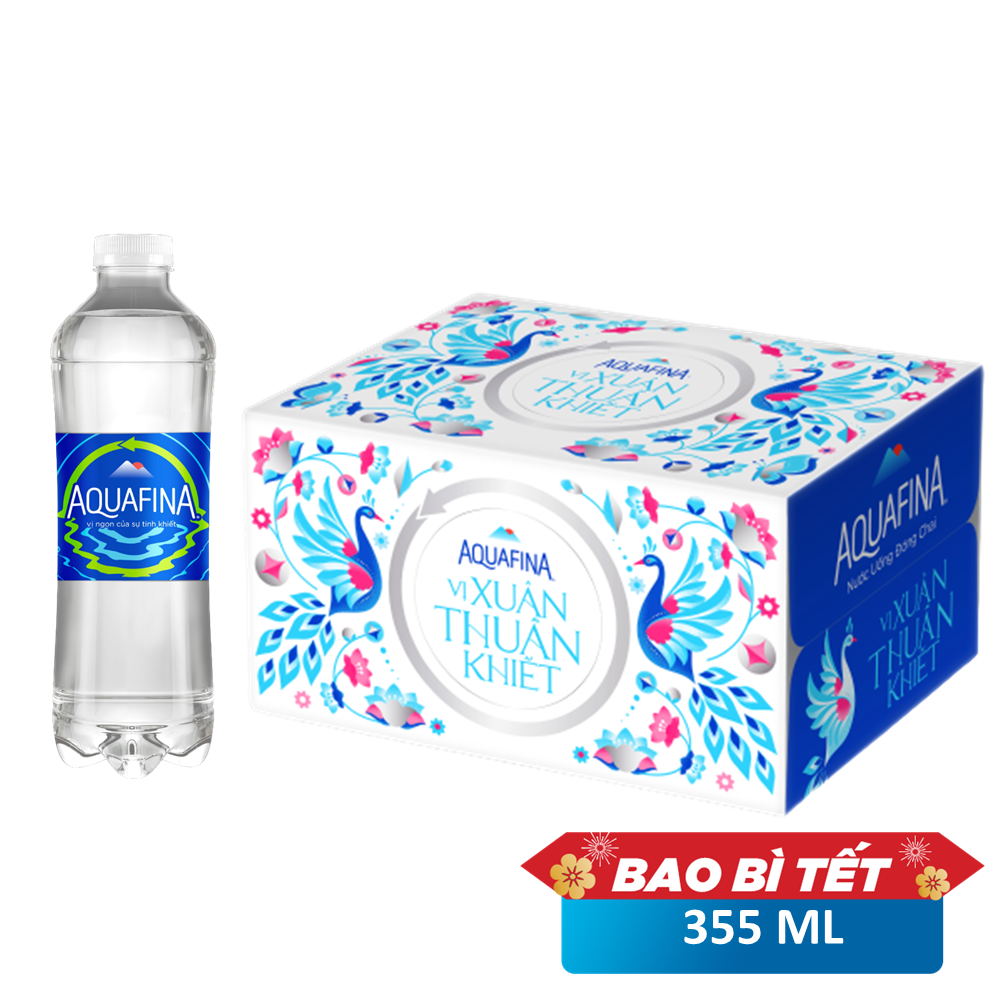 AQUAFINA
vị ngon của sự tinh khiết
AQUAFINA
VỊ XUÂN
THUẦN
KHIẾT
AQUAFINA
VỊ XUÂN
THUẦN
KHIẾT
AQUAFINA
Nước Uống Đóng Chai
VỊ XUÂN
THUẦN
KHIẾT
BAO BÌ TẾT
355 ML